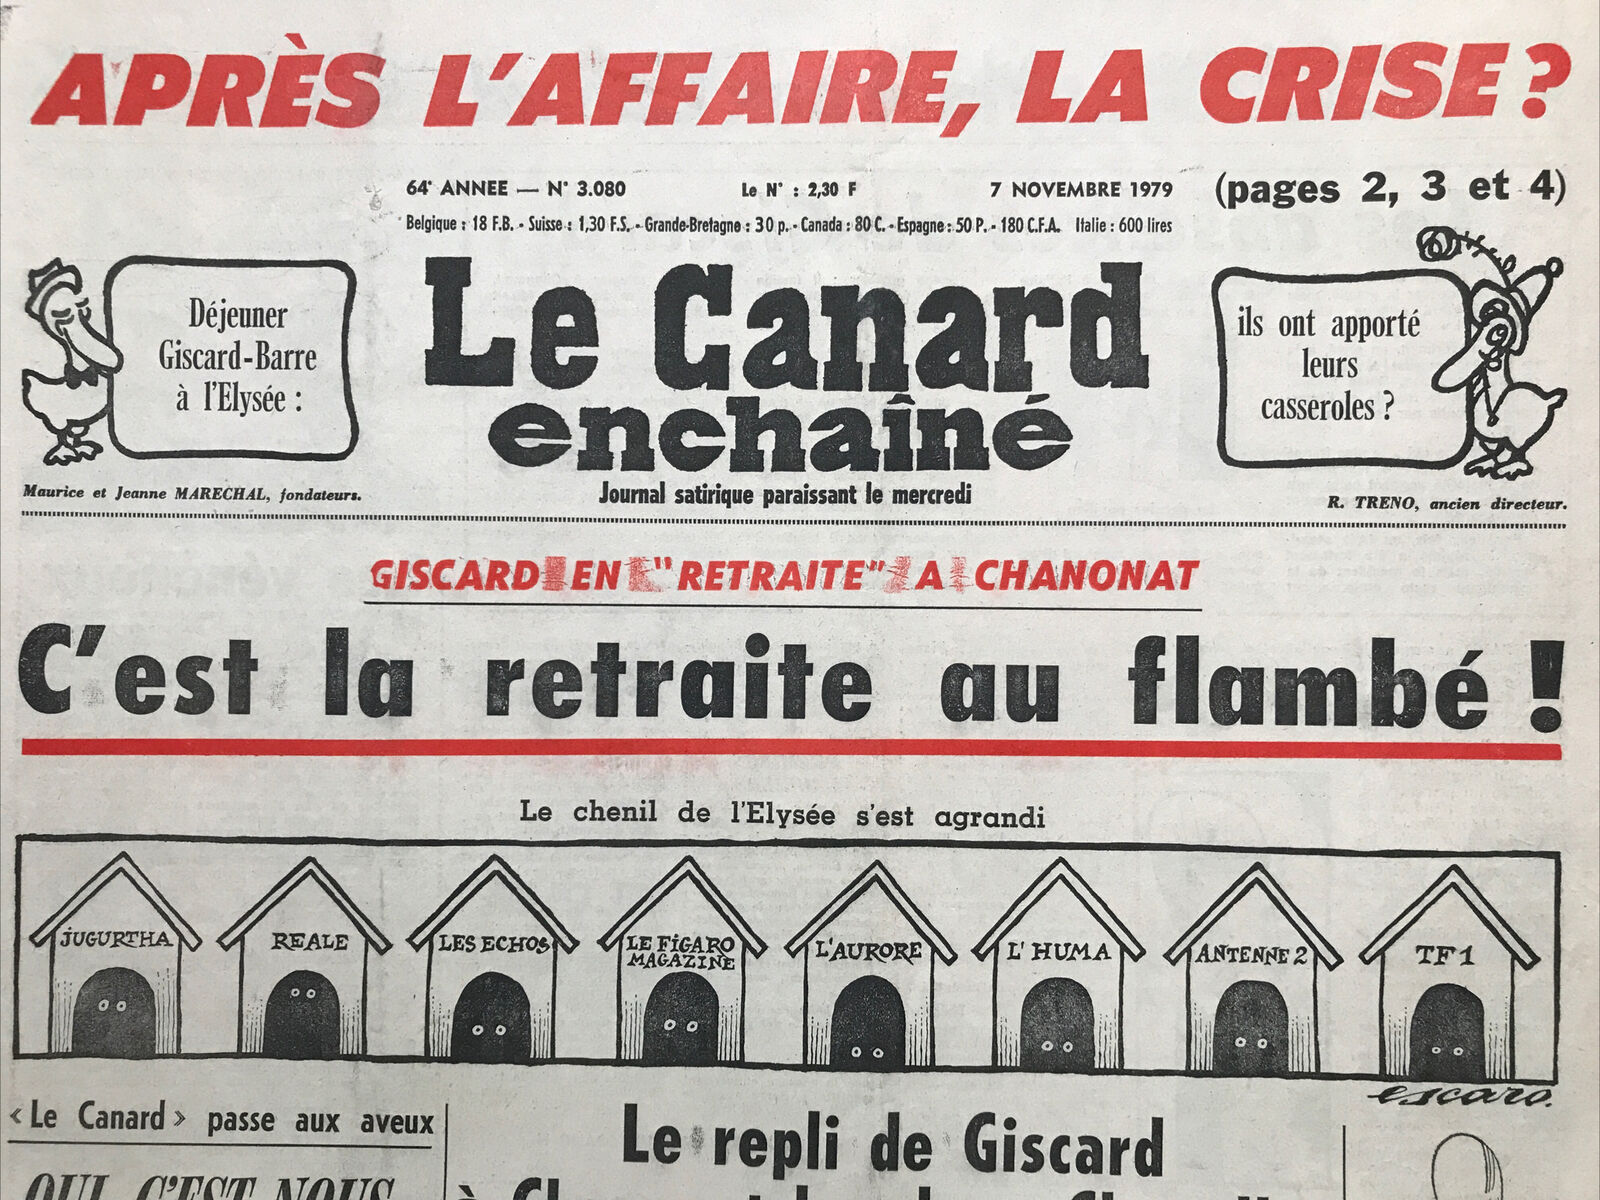 APRÈS L'AFFAIRE, LA CRISE ?
64e ANNEE — N° 3.080 Le N° : 2,30 F 7 NOVEMBRE 1979 (pages 2, 3 et 4)
Belgique : 18 F.B. - Suisse : 1,30 F.S. - Grande-Bretagne : 30 p. - Canada : 80 C. - Espagne : 50 P. - 180 C.F.A. Italie : 600 lires
Déjeuner
Giscard-Barre
à l'Elysée :
Le Canard
enchaîné
ils ont apporté
leurs
casseroles ?
Maurice et Jeanne MARECHAL, fondateurs.
Journal satirique paraissant le mercredi
R. TRENO, ancien directeur.
GISCARD EN "RETRAITE" A CHANONAT
C'est la retraite au flambé !
Le chenil de l'Elysée s'est agrandi
JUGURTHA
REALE
LES ECHOS
LE FIGARO
MAGAZINE
L'AURORE
L'HUMA
ANTENNE 2
TF1
escaro.
« Le Canard » passe aux aveux
OUI, C'EST NOUS
Le repli de Giscard